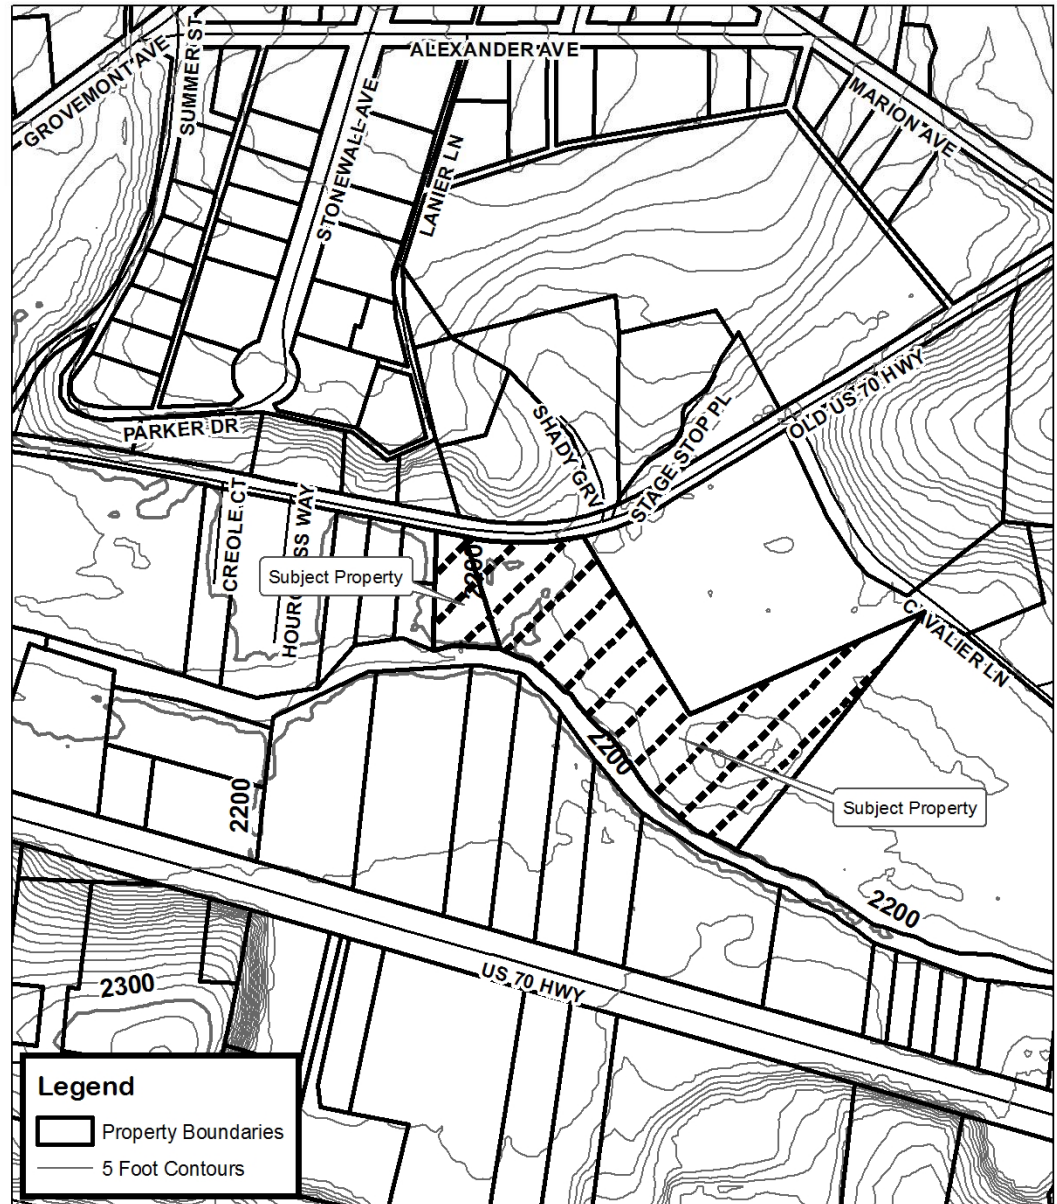 ALEXANDER AVE
GROVEMONT AVE
SUMMER ST
STONEWALL AVE
LANIER LN
MARION AVE
OLD US 70 HWY
PARKER DR
SHADY GRV
STAGE STOP PL
CREOLE CT
WAY
Subject Property
2200
CAVALIER LN
2200
2200
Subject Property
2200
US 70 HWY
2300
Legend
Property Boundaries
5 Foot Contours